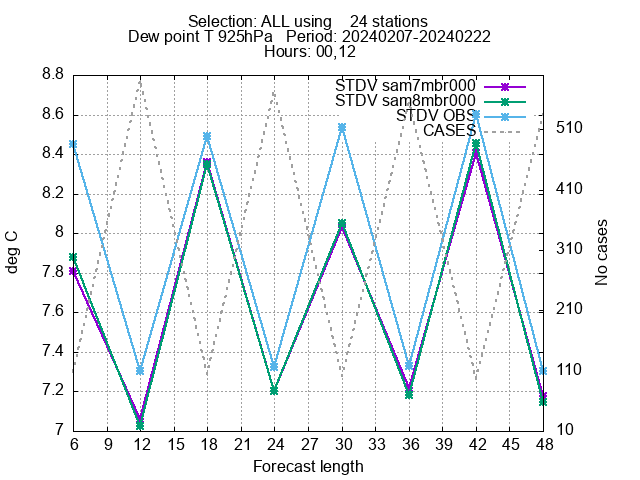 Selection: ALL using    24 stations
Dew point T 925hPa   Period: 20240207-20240222
Hours: 00,12
STDV sam7mbr000
STDV sam8mbr000
STDV OBS
CASES
8.8
8.6
8.4
8.2
8
7.8
7.6
7.4
7.2
7
deg C
510
410
310
210
110
10
No cases
6 9 12 15 18 21 24 27 30 33 36 39 42 45 48
Forecast length